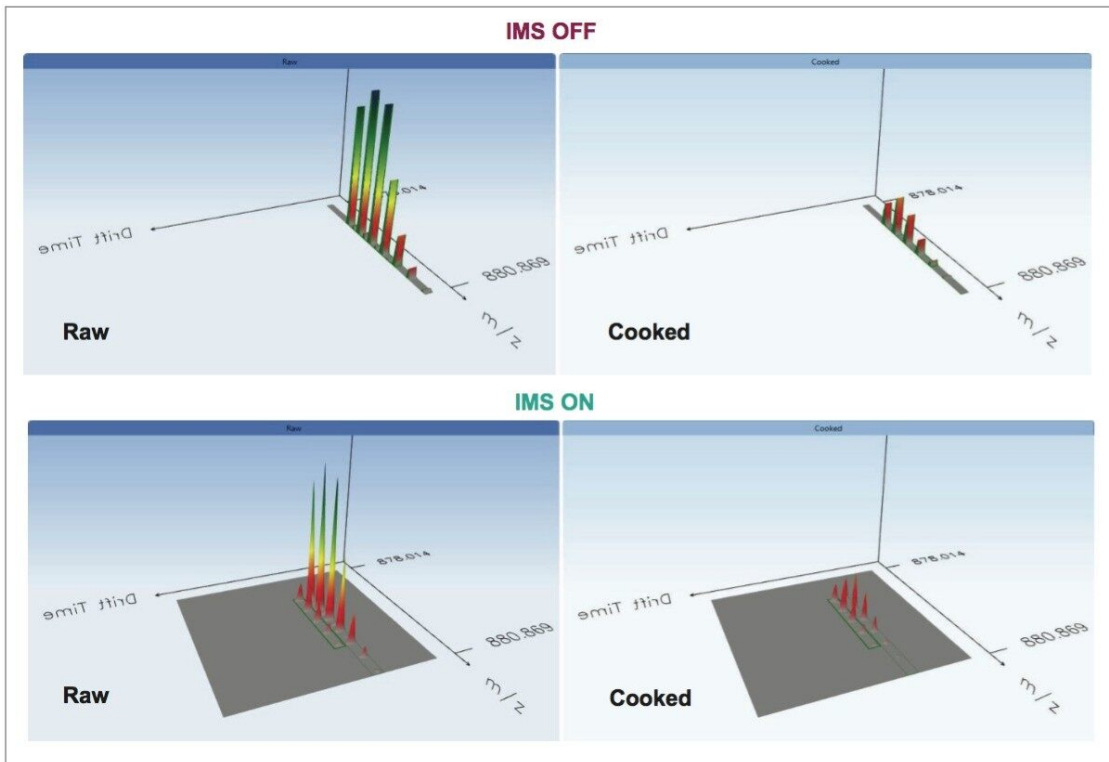 IMS OFF
Raw
Cooked
878.014
Drift Time
Drift Time
880.869
880.869
m/z
m/z
Raw
Cooked
IMS ON
Raw
Cooked
878.014
878.014
Drift Time
Drift Time
880.869
880.869
m/z
m/z
Raw
Cooked